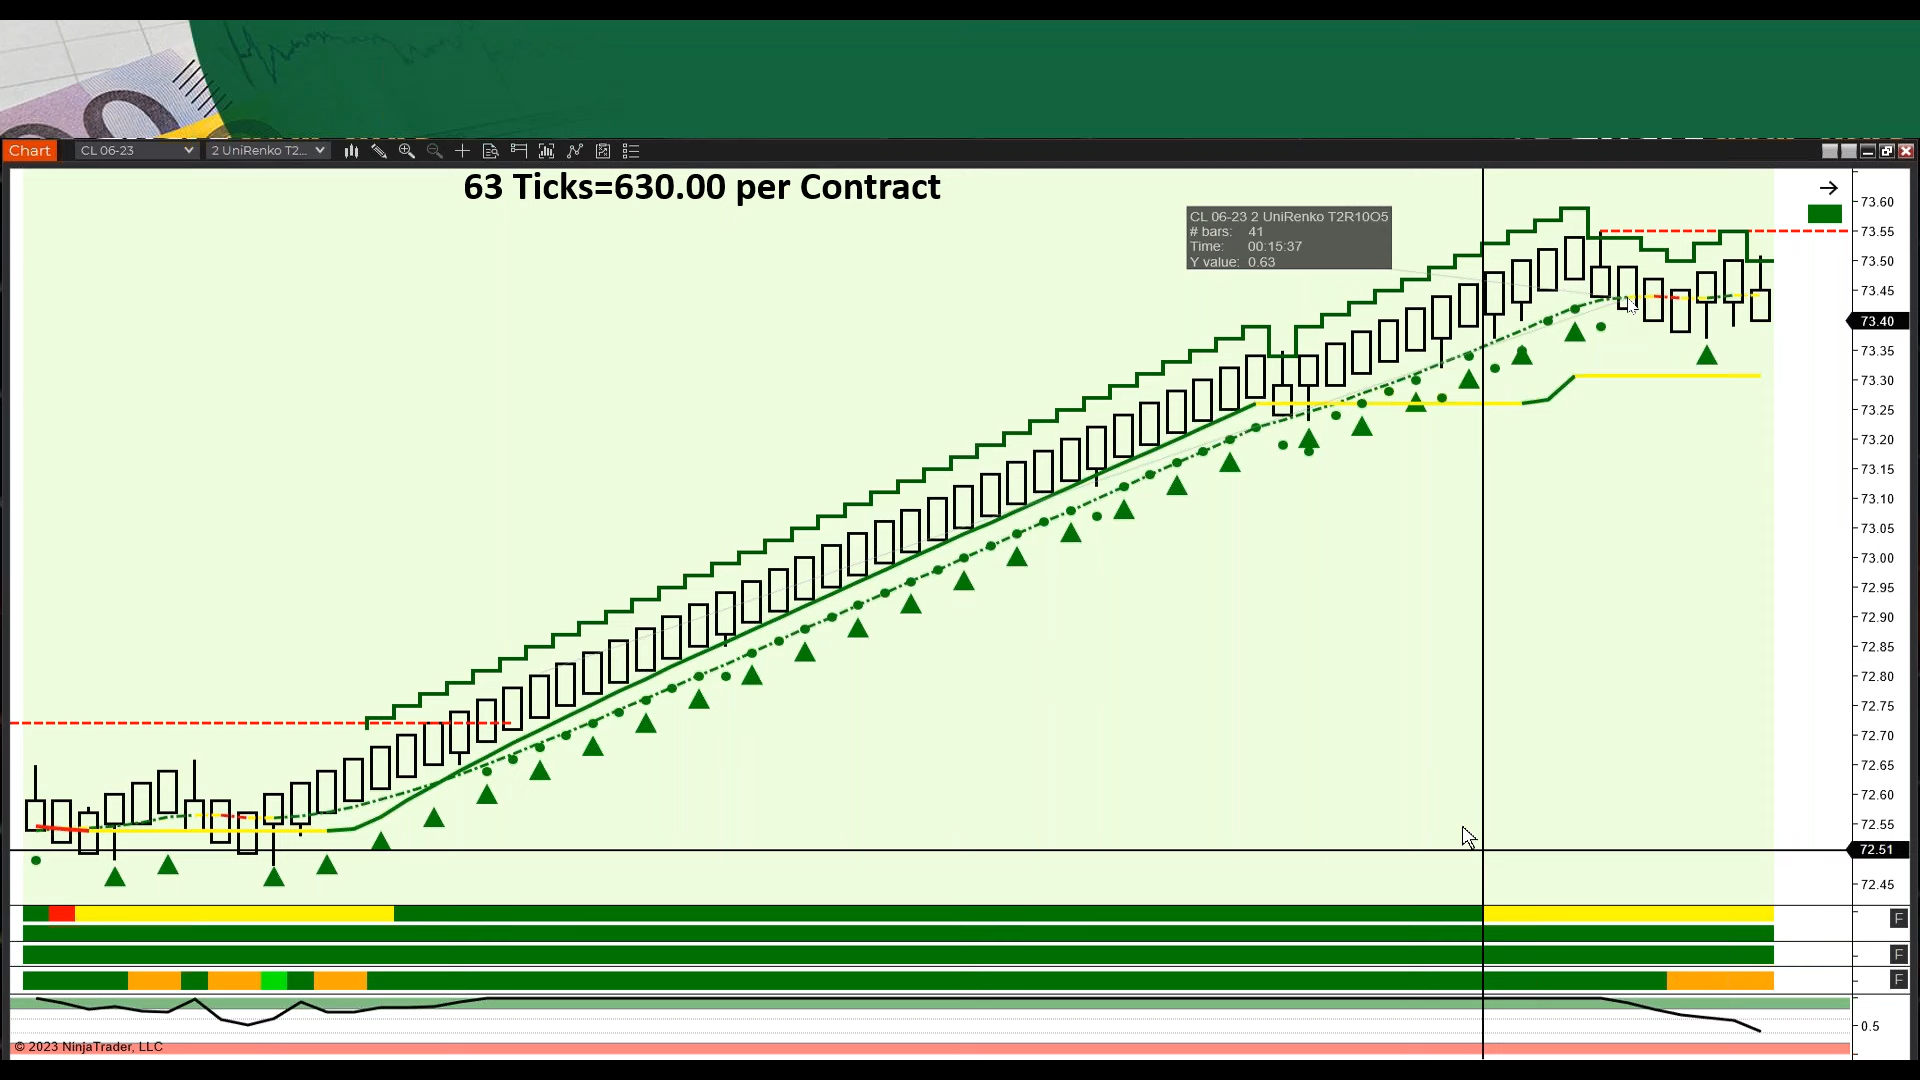 Chart
CL 06-23
2 UniRenko T2...
63 Ticks=630.00 per Contract
CL 06-23 2 UniRenko T2R10O5
# bars: 41
Time: 00:15:37
Y value: 0.63
73.60
73.55
73.50
73.45
73.40
73.35
73.30
73.25
73.20
73.15
73.10
73.05
73.00
72.95
72.90
72.85
72.80
72.75
72.70
72.65
72.60
72.55
72.51
72.45
F
F
F
0.5
© 2023 NinjaTrader, LLC